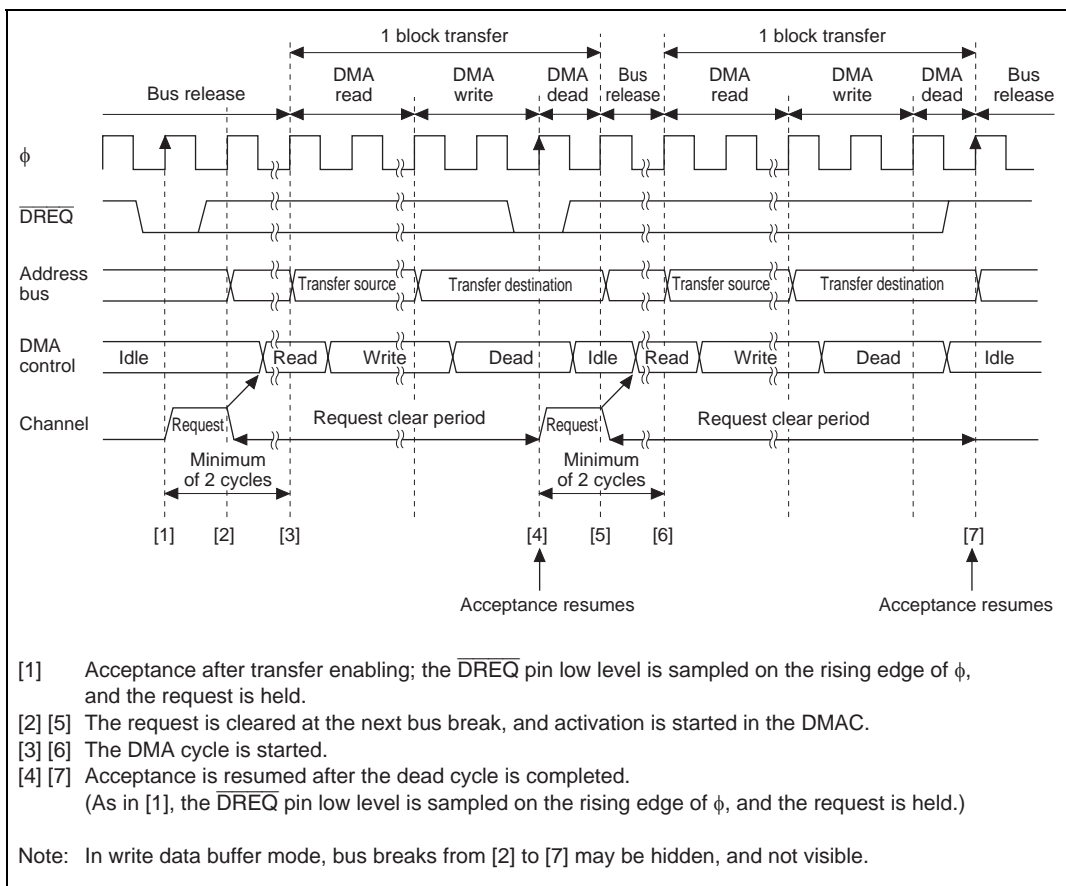 1 block transfer 1 block transfer
Bus release DMA read DMA write DMA dead Bus release DMA read DMA write DMA dead Bus release
ϕ
DREQ
Address bus Transfer source Transfer destination Transfer source Transfer destination
DMA control Idle Read Write Dead Idle Read Write Dead Idle
Channel Request Request clear period Request Request clear period
Minimum of 2 cycles Minimum of 2 cycles
[1] [2] [3] [4] [5] [6] [7]
Acceptance resumes Acceptance resumes
[1] Acceptance after transfer enabling; the DREQ pin low level is sampled on the rising edge of ϕ,
and the request is held.
[2] [5] The request is cleared at the next bus break, and activation is started in the DMAC.
[3] [6] The DMA cycle is started.
[4] [7] Acceptance is resumed after the dead cycle is completed.
(As in [1], the DREQ pin low level is sampled on the rising edge of ϕ, and the request is held.)
Note: In write data buffer mode, bus breaks from [2] to [7] may be hidden, and not visible.